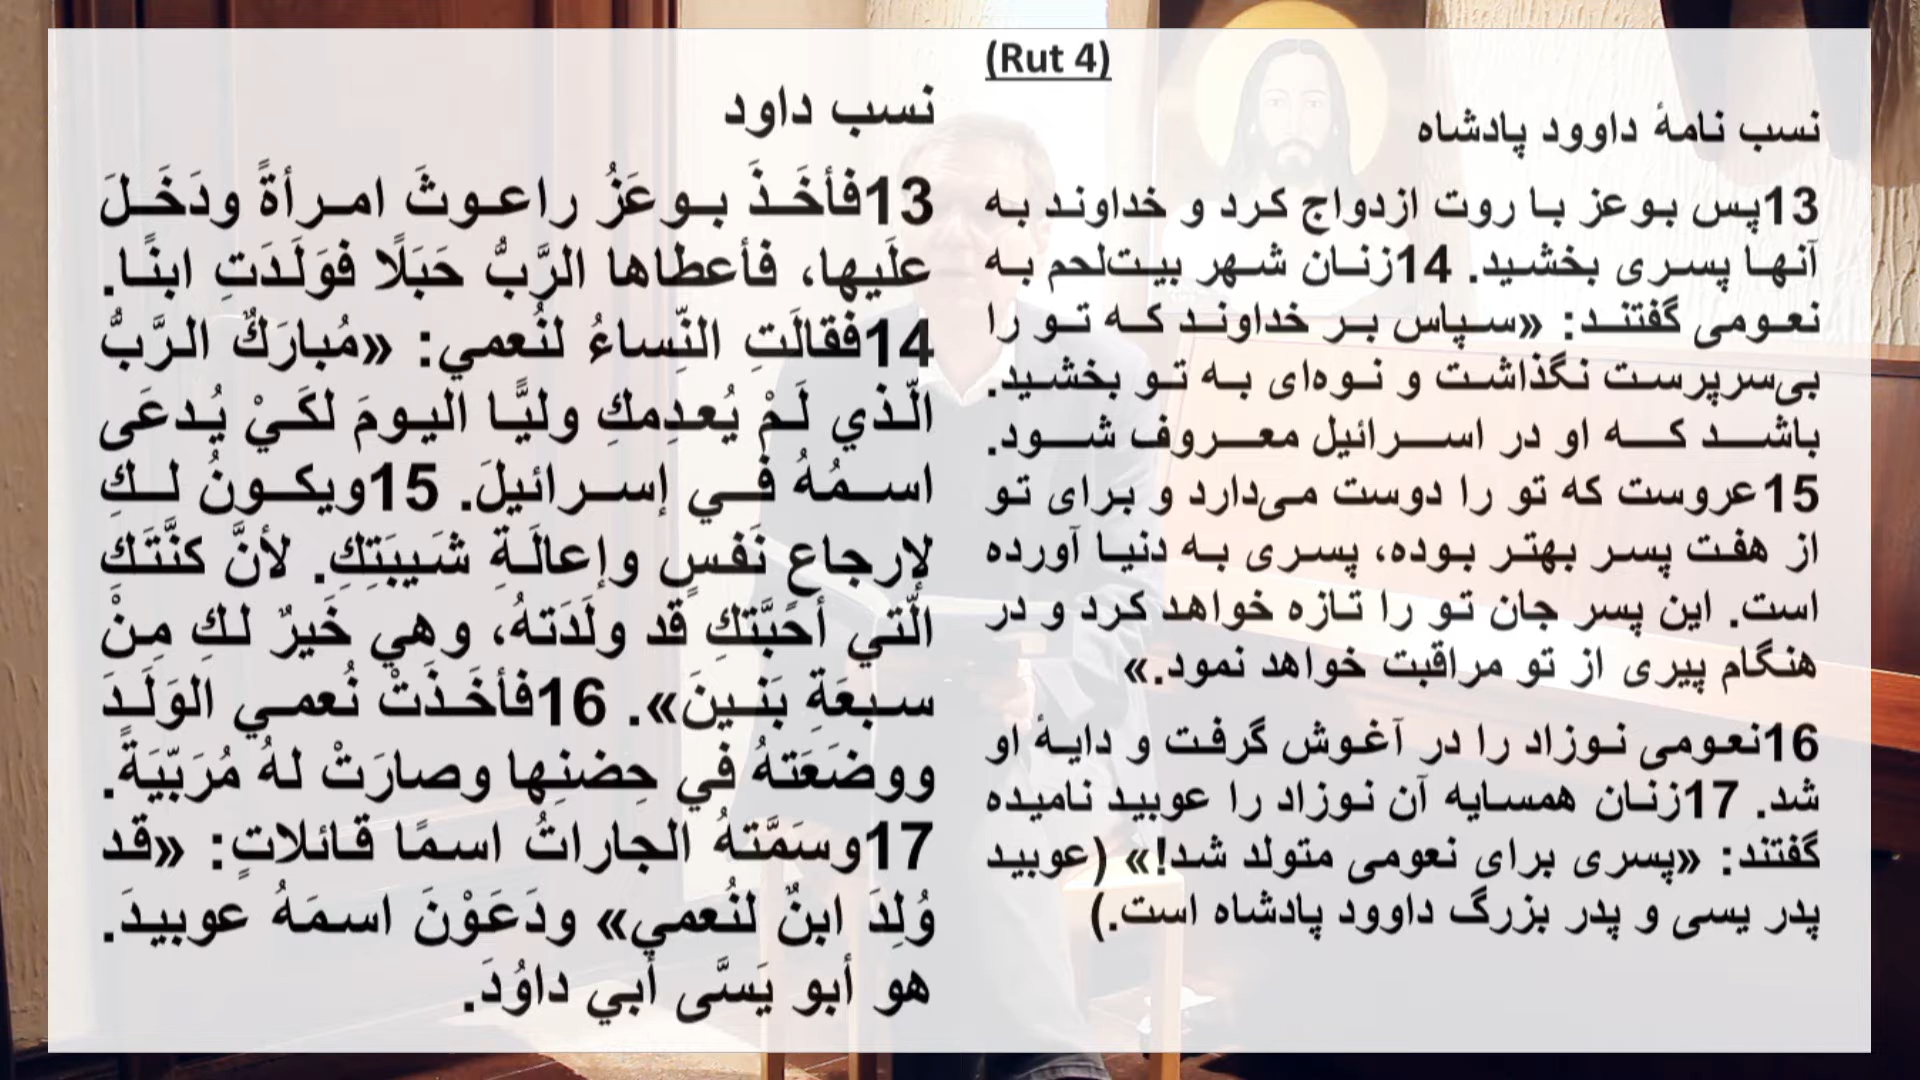 (Rut 4)
نسب نامهٔ داوود پادشاه
13پس بوعز با روت ازدواج کرد و خداوند به
آنها پسری بخشید. 14زنان شهر بیت‌لحم به
نعومی گفتند: «سپاس بر خداوند که تو را
بی‌سرپرست نگذاشت و نوه‌ای به تو بخشید.
باشد که او در اسرائیل معروف شود.
15عروست که تو را دوست می‌دارد و برای تو
از هفت پسر بهتر بوده، پسری به دنیا آورده
است. این پسر جان تو را تازه خواهد کرد و در
هنگام پیری از تو مراقبت خواهد نمود.»
16نعومی نوزاد را در آغوش گرفت و دایهٔ او
شد. 17زنان همسایه آن نوزاد را عوبید نامیده
گفتند: «پسری برای نعومی متولد شد!» (عوبید
پدر یسی و پدر بزرگ داوود پادشاه است.)
نسب داود
13فأخَذَ بوعَزُ راعوثَ امرأةً ودَخَلَ
علَيها، فأعطاها الرَّبُّ حَبَلًا فوَلَدَتِ ابنًا.
14فقالَتِ النِّساءُ لنُعمي: «مُبارَكٌ الرَّبُّ
الّذي لَمْ يُعدِمكِ وليًّا اليومَ لكَيْ يُدعَى
اسمُهُ في إسرائيلَ. 15ويكونُ لكِ
لإرجاعِ نَفسٍ وإعالَةِ شَيبَتِكِ. لأنَّ كنَّتَكِ
الّتي أحَبَّتكِ قد ولَدَتهُ، وهي خَيرٌ لكِ مِنْ
سبعَةِ بَنينَ». 16فأخَذَتْ نُعمي الوَلَدَ
ووضَعَتهُ في حِضنِها وصارَتْ لهُ مُرَبّيَةً.
17وسَمَّتهُ الجاراتُ اسمًا قائلاتٍ: «قد
وُلِدَ ابنٌ لنُعمي» ودَعَوْنَ اسمَهُ عوبيدَ.
هو أبو يَسَّى أبي داوُدَ.